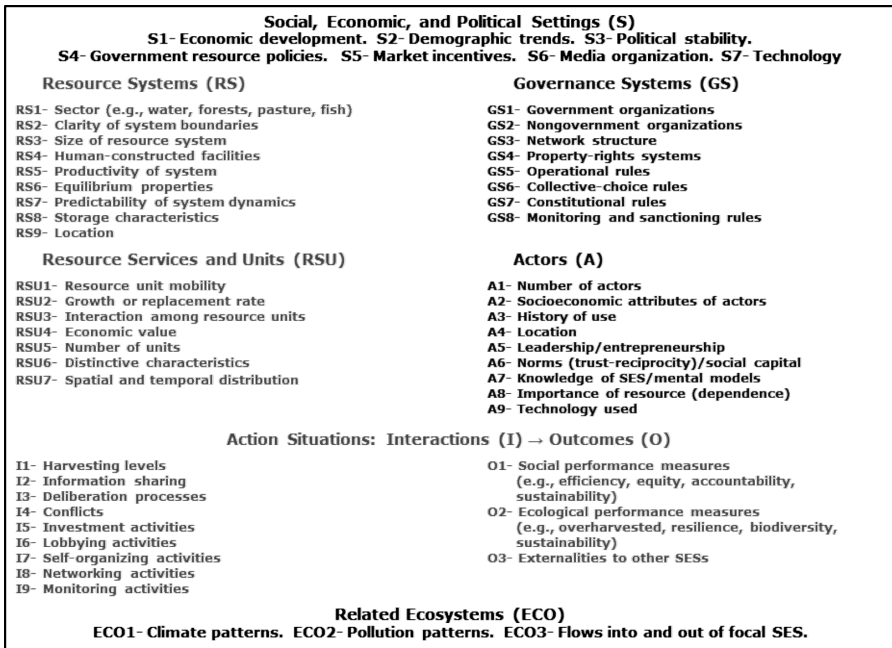 Social, Economic, and Political Settings (S)
S1- Economic development. S2- Demographic trends. S3- Political stability.
S4- Government resource policies. S5- Market incentives. S6- Media organization. S7- Technology
Resource Systems (RS)
RS1- Sector (e.g., water, forests, pasture, fish)
RS2- Clarity of system boundaries
RS3- Size of resource system
RS4- Human-constructed facilities
RS5- Productivity of system
RS6- Equilibrium properties
RS7- Predictability of system dynamics
RS8- Storage characteristics
RS9- Location
Governance Systems (GS)
GS1- Government organizations
GS2- Nongovernment organizations
GS3- Network structure
GS4- Property-rights systems
GS5- Operational rules
GS6- Collective-choice rules
GS7- Constitutional rules
GS8- Monitoring and sanctioning rules
Resource Services and Units (RSU)
RSU1- Resource unit mobility
RSU2- Growth or replacement rate
RSU3- Interaction among resource units
RSU4- Economic value
RSU5- Number of units
RSU6- Distinctive characteristics
RSU7- Spatial and temporal distribution
Actors (A)
A1- Number of actors
A2- Socioeconomic attributes of actors
A3- History of use
A4- Location
A5- Leadership/entrepreneurship
A6- Norms (trust-reciprocity)/social capital
A7- Knowledge of SES/mental models
A8- Importance of resource (dependence)
A9- Technology used
Action Situations: Interactions (I) → Outcomes (O)
I1- Harvesting levels
I2- Information sharing
I3- Deliberation processes
I4- Conflicts
I5- Investment activities
I6- Lobbying activities
I7- Self-organizing activities
I8- Networking activities
I9- Monitoring activities
O1- Social performance measures
(e.g., efficiency, equity, accountability,
sustainability)
O2- Ecological performance measures
(e.g., overharvested, resilience, biodiversity,
sustainability)
O3- Externalities to other SESs
Related Ecosystems (ECO)
ECO1- Climate patterns. ECO2- Pollution patterns. ECO3- Flows into and out of focal SES.